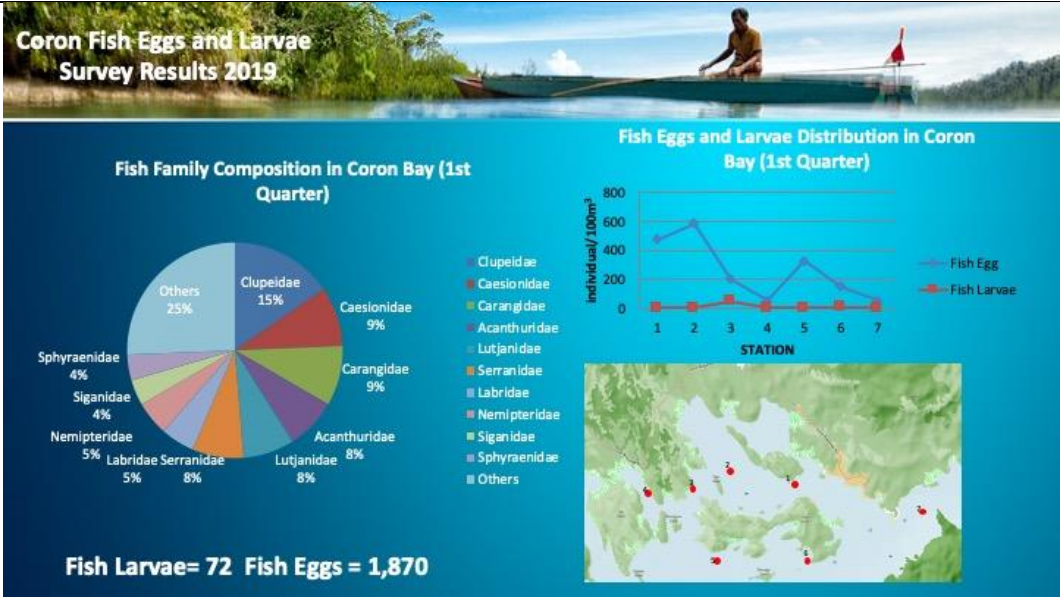 Coron Fish Eggs and Larvae
Survey Results 2019
Fish Family Composition in Coron Bay (1st
Quarter)
Clupeidae
15%
Caesionidae
9%
Carangidae
9%
Acanthuridae
8%
Lutjanidae
8%
Serranidae
8%
Labridae
5%
Nemipteridae
5%
Siganidae
4%
Sphyraenidae
4%
Others
25%
Clupeidae
Caesionidae
Carangidae
Acanthuridae
Lutjanidae
Serranidae
Labridae
Nemipteridae
Siganidae
Sphyraenidae
Others
Fish Larvae= 72 Fish Eggs = 1,870
Fish Eggs and Larvae Distribution in Coron
Bay (1st Quarter)
individual/100m³
800
600
400
200
0
1 2 3 4 5 6 7
STATION
Fish Egg
Fish Larvae
2
1
3
6